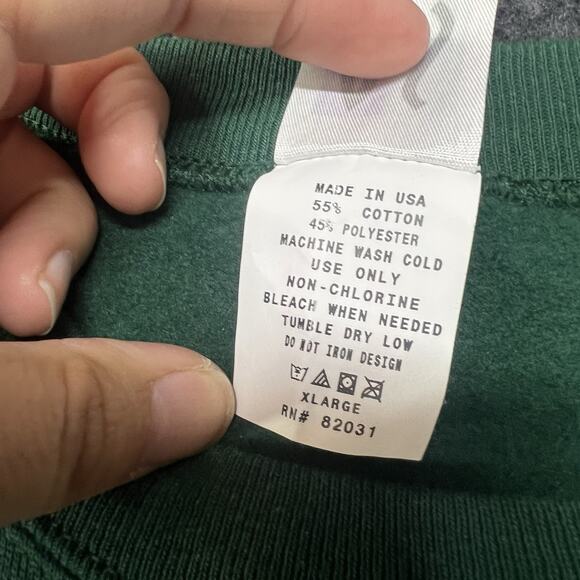 MADE IN USA
55% COTTON
45% POLYESTER
MACHINE WASH COLD
USE ONLY
NON-CHLORINE
BLEACH WHEN NEEDED
TUMBLE DRY LOW
DO NOT IRON DESIGN
XLARGE
RN# 82031